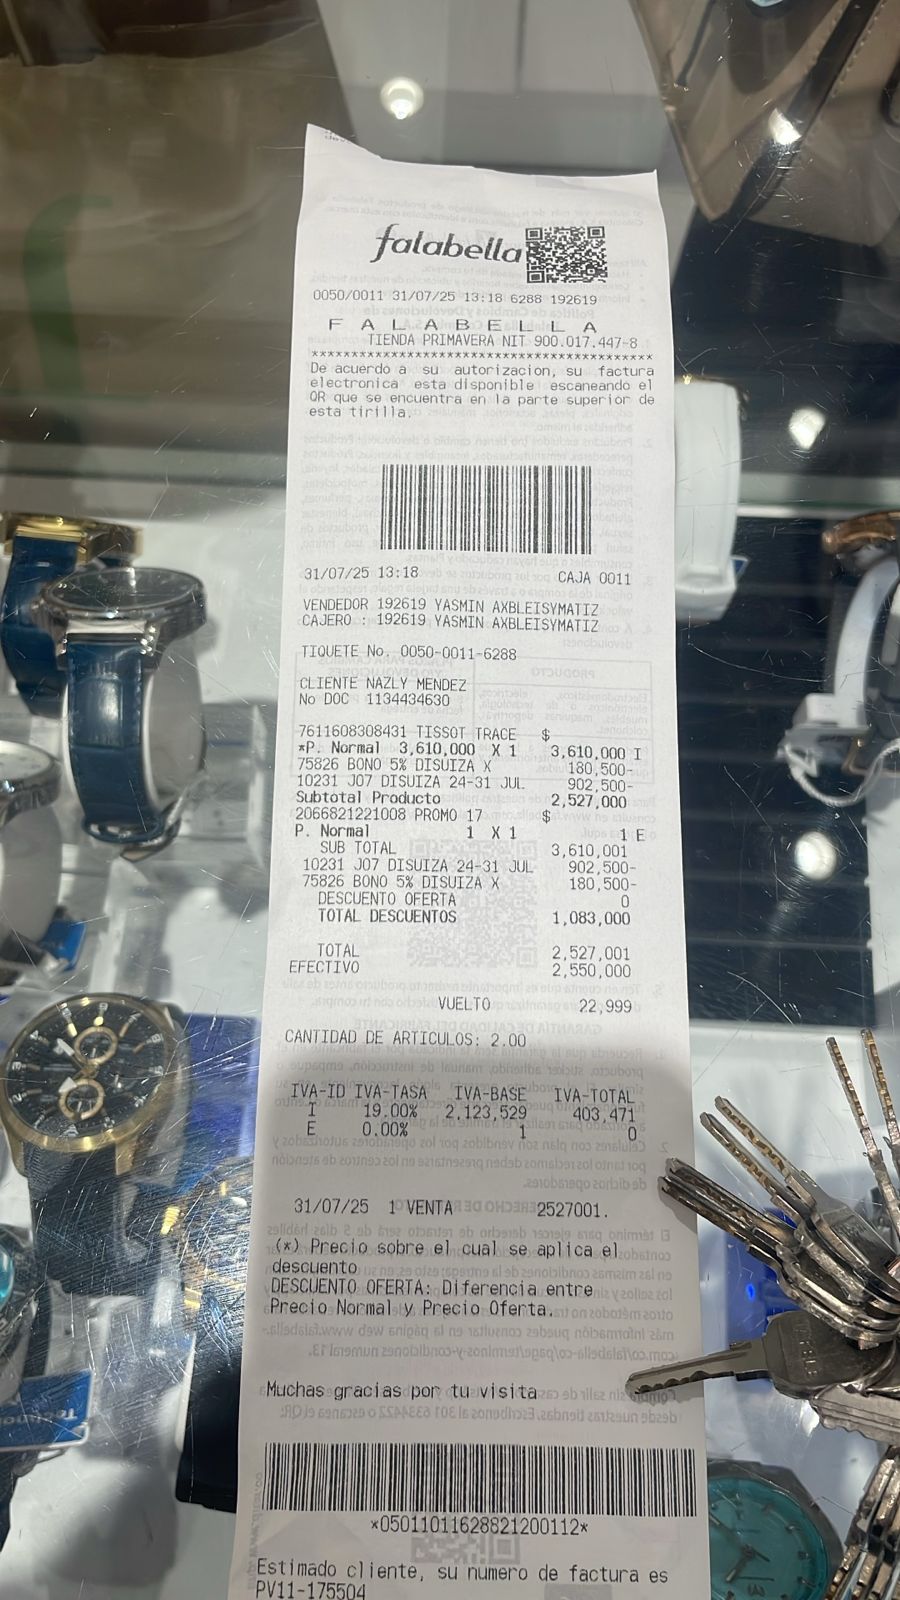 falabella
0050/0011 31/07/25 13:18 6288 192619
F A L A B E L L A
TIENDA PRIMAVERA NIT 900.017.447-8
******************************************
De acuerdo a su autorizacion, su factura
electronica esta disponible escaneando el
QR que se encuentra en la parte superior de
esta tirilla.
31/07/25 13:18 CAJA 0011
VENDEDOR 192619 YASMIN AXBLEISYMATIZ
CAJERO : 192619 YASMIN AXBLEISYMATIZ
TIQUETE No. 0050-0011-6288
CLIENTE NAZLY MENDEZ
No DOC 1134434630
7611608308431 TISSOT TRACE $
*P. Normal 3,610,000 X 1 3,610,000 I
75826 BONO 5% DISUIZA X 180,500-
10231 J07 DISUIZA 24-31 JUL 902,500-
Subtotal Producto 2,527,000
2066821221008 PROMO 17 $
P. Normal 1 X 1 1 E
SUB TOTAL 3,610,001
10231 J07 DISUIZA 24-31 JUL 902,500-
75826 BONO 5% DISUIZA X 180,500-
DESCUENTO OFERTA 0
TOTAL DESCUENTOS 1,083,000
TOTAL 2,527,001
EFECTIVO 2,550,000
VUELTO 22,999
CANTIDAD DE ARTICULOS: 2.00
IVA-ID IVA-TASA IVA-BASE IVA-TOTAL
I 19.00% 2,123,529 403,471
E 0.00% 1 0
31/07/25 1 VENTA 2527001.
(*) Precio sobre el cual se aplica el
descuento
DESCUENTO OFERTA: Diferencia entre
Precio Normal y Precio Oferta.
Muchas gracias por tu visita
*05011011628821200112*
Estimado cliente, su numero de factura es
PV11-175504